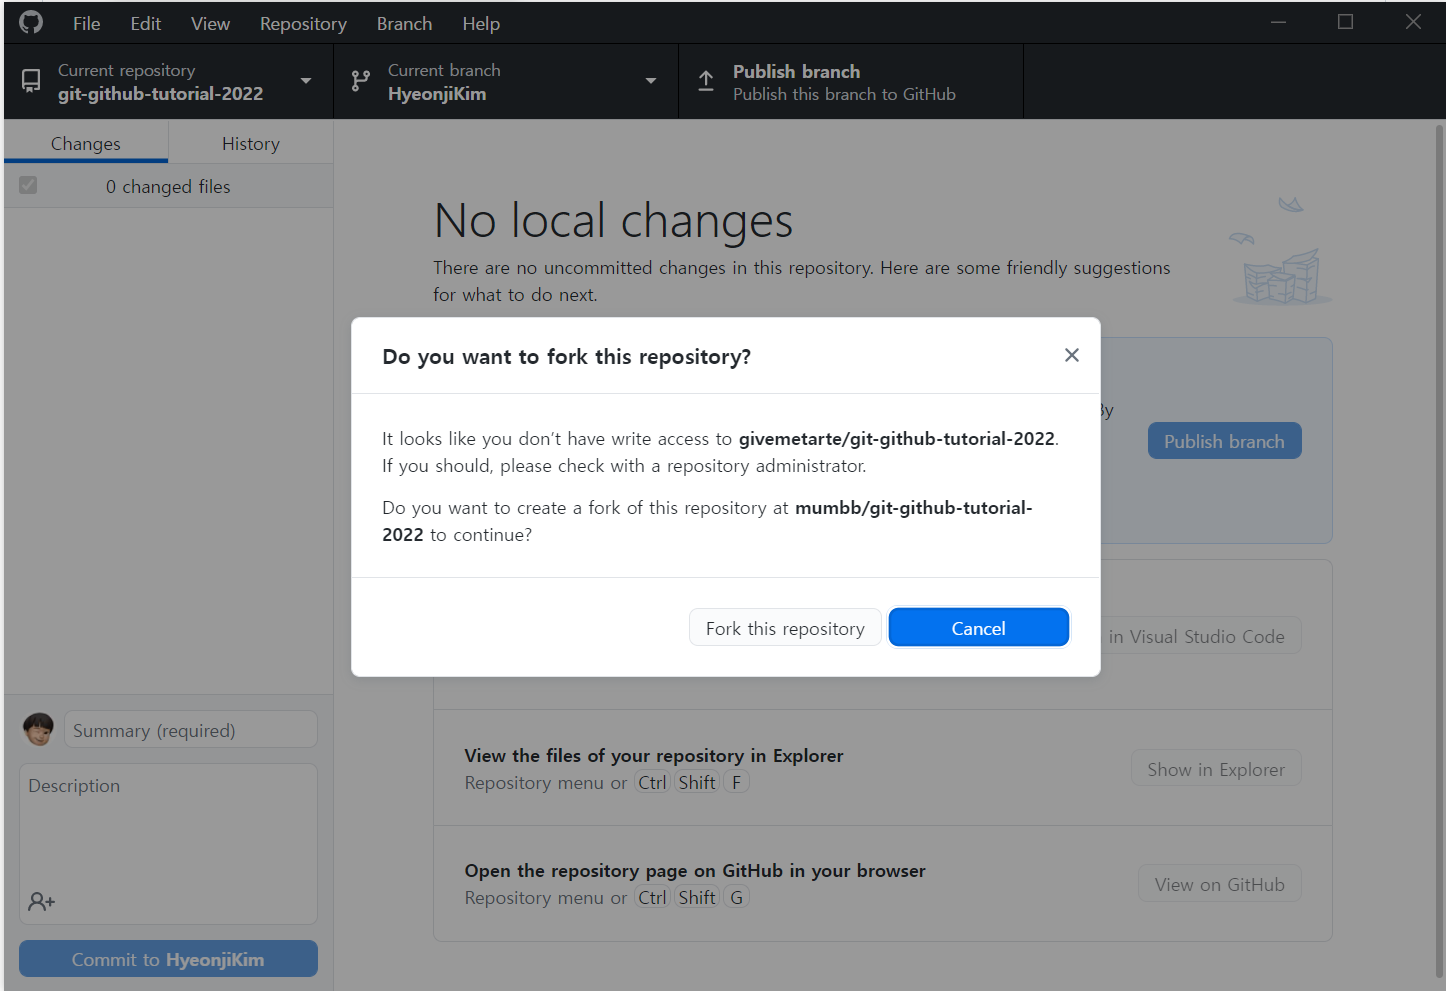 File Edit View Repository Branch Help
Current repository
git-github-tutorial-2022
Current branch
HyeonjiKim
Publish branch
Publish this branch to GitHub
Changes History
0 changed files
No local changes
There are no uncommitted changes in this repository. Here are some friendly suggestions
for what to do next.
By
Publish branch
Do you want to fork this repository?
It looks like you don’t have write access to givemetarte/git-github-tutorial-2022.
If you should, please check with a repository administrator.
Do you want to create a fork of this repository at mumbb/git-github-tutorial-
2022 to continue?
Fork this repository Cancel
in Visual Studio Code
View the files of your repository in Explorer
Repository menu or Ctrl Shift F
Show in Explorer
Open the repository page on GitHub in your browser
Repository menu or Ctrl Shift G
View on GitHub
Summary (required)
Description
Commit to HyeonjiKim